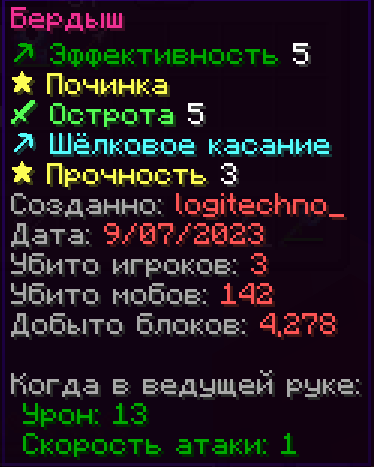 Бердыш
Эффективность 5
Починка
Острота 5
Шёлковое касание
Прочность 3
Созданно: logitechno_
Дата: 9/07/2023
Убито игроков: 3
Убито мобов: 142
Добыто блоков: 4,278
Когда в ведущей руке:
Урон: 13
Скорость атаки: 1